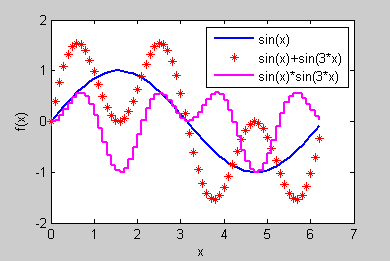 2
1
0
-1
-2
f(x)
sin(x)
sin(x)+sin(3*x)
sin(x)*sin(3*x)
0 1 2 3 4 5 6 7
x